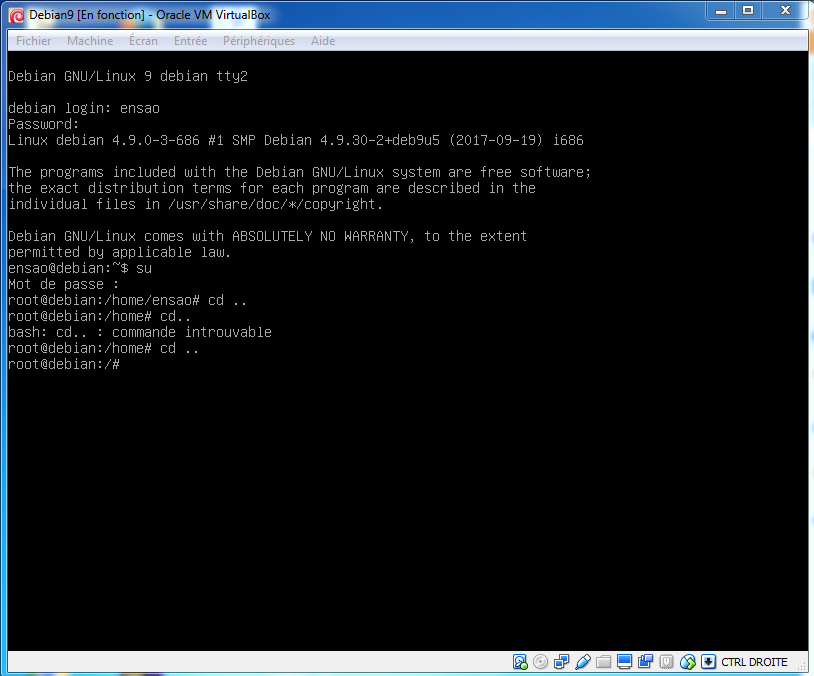 Debian9 [En fonction] - Oracle VM VirtualBox
Fichier Machine Écran Entrée Périphériques Aide
Debian GNU/Linux 9 debian tty2
debian login: ensao
Password:
Linux debian 4.9.0-3-686 #1 SMP Debian 4.9.30-2+deb9u5 (2017-09-19) i686
The programs included with the Debian GNU/Linux system are free software;
the exact distribution terms for each program are described in the
individual files in /usr/share/doc/*/copyright.
Debian GNU/Linux comes with ABSOLUTELY NO WARRANTY, to the extent
permitted by applicable law.
ensao@debian:~$ su
Mot de passe :
root@debian:/home/ensao# cd ..
root@debian:/home# cd..
bash: cd.. : commande introuvable
root@debian:/home# cd ..
root@debian:/#
CTRL DROITE